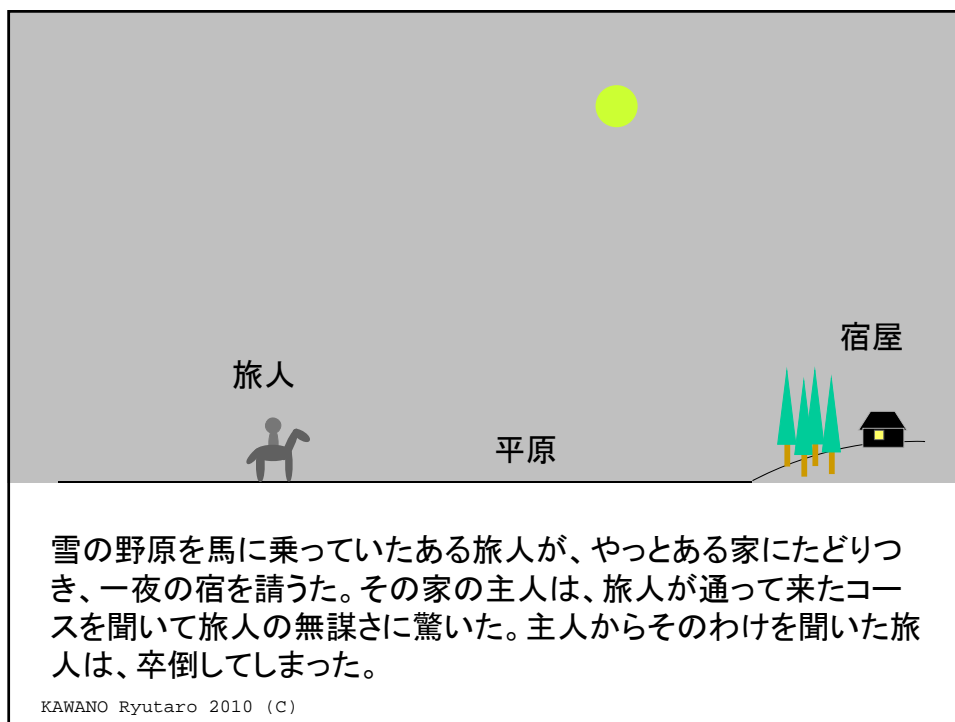 宿屋
旅人
平原
雪の野原を馬に乗っていたある旅人が、やっとある家にたどりつ
き、一夜の宿を請うた。その家の主人は、旅人が通って来たコー
スを聞いて旅人の無謀さに驚いた。主人からそのわけを聞いた旅
人は、卒倒してしまった。
KAWANO Ryutaro 2010 (C)